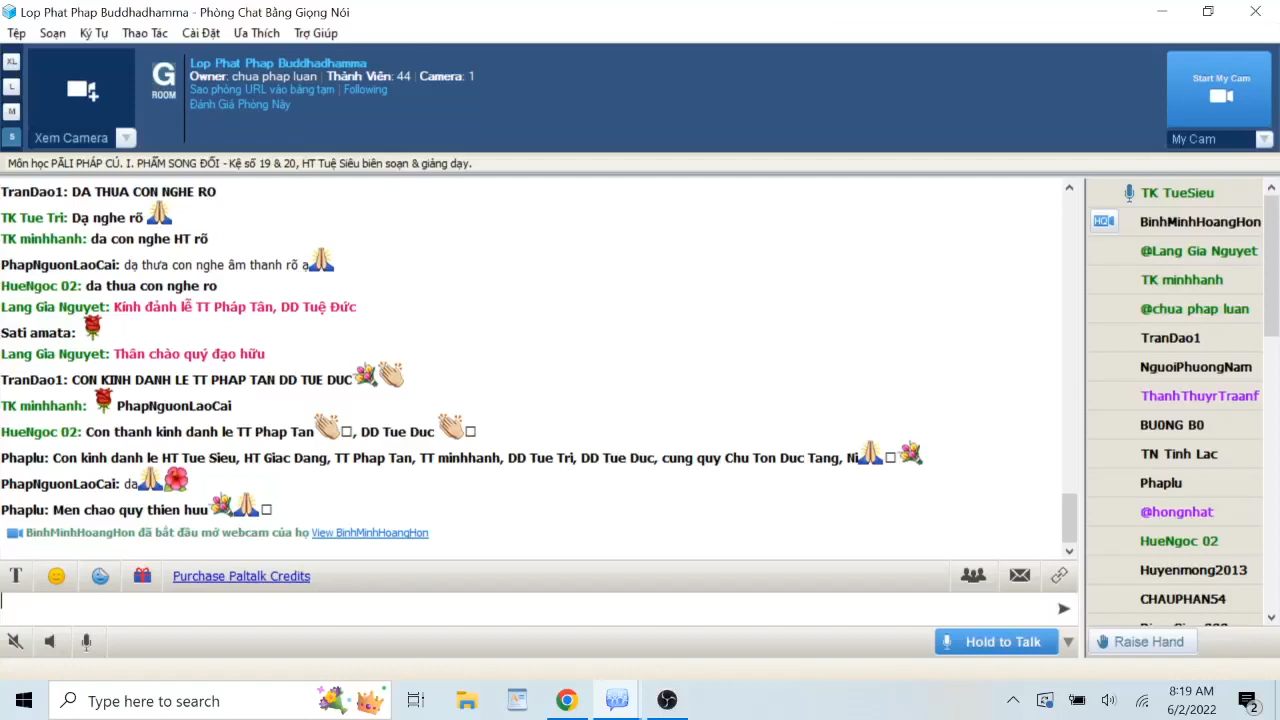 Lop Phat Phap Buddhadhamma - Phòng Chat Bằng Giọng Nói
Tệp Soạn Ký Tự Thao Tác Cài Đặt Ưa Thích Trợ Giúp
XL
L
M
S
Xem Camera
G
ROOM
Lop Phat Phap Buddhadhamma
Owner: chua phap luan | Thành Viên: 44 | Camera: 1
Sao phòng URL vào bảng tạm | Following
Đánh Giá Phòng Này
Start My Cam
My Cam
Môn học PĀLI PHÁP CÚ. I. PHẨM SONG ĐỐI - Kệ số 19 & 20, HT Tuệ Siêu biên soạn & giảng dạy.
TranDao1: DA THUA CON NGHE RO
TK Tue Tri: Dạ nghe rõ
TK minhhanh: da con nghe HT rõ
PhapNguonLaoCai: dạ thưa con nghe âm thanh rõ ạ
HueNgoc 02: da thua con nghe ro
Lang Gia Nguyet: Kính đảnh lễ TT Pháp Tân, DD Tuệ Đức
Sati amata:
Lang Gia Nguyet: Thân chào quý đạo hữu
TranDao1: CON KINH DANH LE TT PHAP TAN DD TUE DUC
TK minhhanh: PhapNguonLaoCai
HueNgoc 02: Con thanh kinh danh le TT Phap Tan, DD Tue Duc
Phaplu: Con kinh danh le HT Tue Sieu, HT Giac Dang, TT Phap Tan, TT minhhanh, DD Tue Tri, DD Tue Duc, cung quy Chu Ton Duc Tang, Ni
PhapNguonLaoCai: da
Phaplu: Men chao quy thien huu
BinhMinhHoangHon đã bắt đầu mở webcam của họ View BinhMinhHoangHon
T Purchase Paltalk Credits
Hold to Talk
TK TueSieu
HQ BinhMinhHoangHon
@Lang Gia Nguyet
TK minhhanh
@chua phap luan
TranDao1
NguoiPhuongNam
ThanhThuyrTraanf
BU0NG B0
TN Tinh Lac
Phaplu
@hongnhat
HueNgoc 02
Huyenmong2013
CHAUPHAN54
Raise Hand
Type here to search
8:19 AM
6/2/2022
2